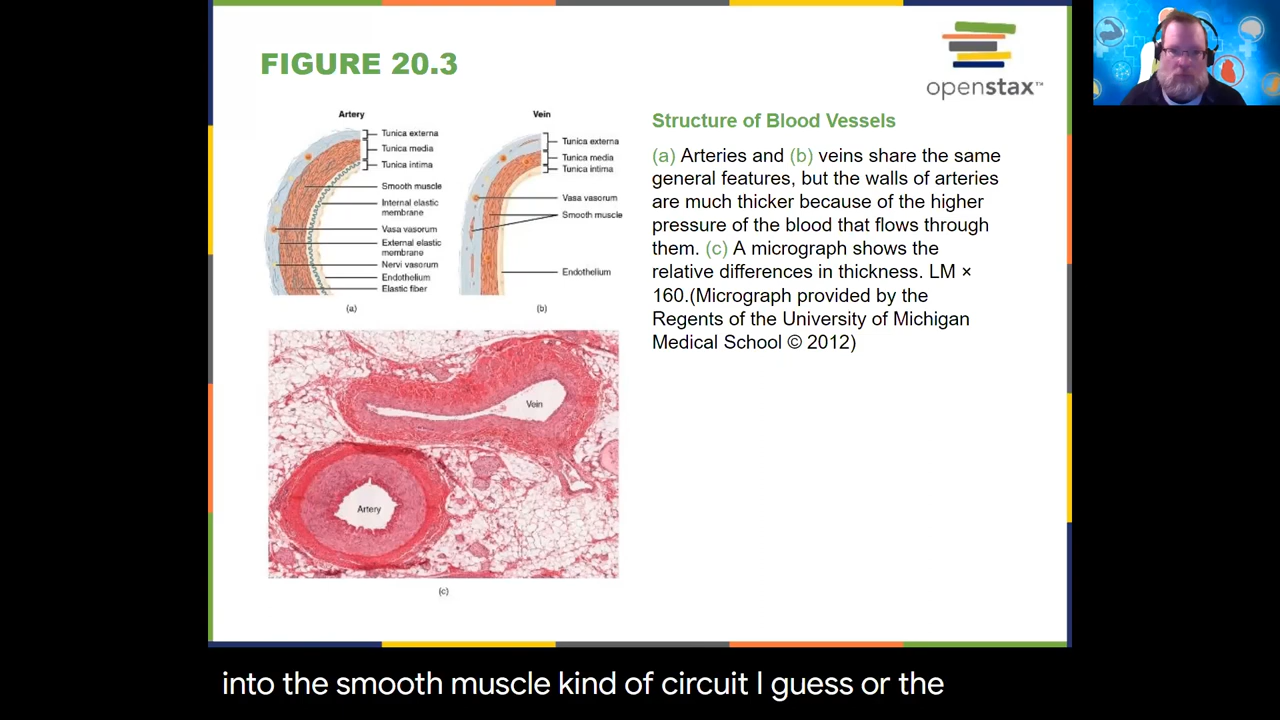 FIGURE 20.3
openstax™
Artery
Tunica externa
Tunica media
Tunica intima
Smooth muscle
Internal elastic
membrane
Vasa vasorum
External elastic
membrane
Nervi vasorum
Endothelium
Elastic fiber
(a)
Vein
Tunica externa
Tunica media
Tunica intima
Vasa vasorum
Smooth muscle
Endothelium
(b)
Vein
Artery
(c)
Structure of Blood Vessels
(a) Arteries and (b) veins share the same
general features, but the walls of arteries
are much thicker because of the higher
pressure of the blood that flows through
them. (c) A micrograph shows the
relative differences in thickness. LM ×
160.(Micrograph provided by the
Regents of the University of Michigan
Medical School © 2012)
into the smooth muscle kind of circuit I guess or the